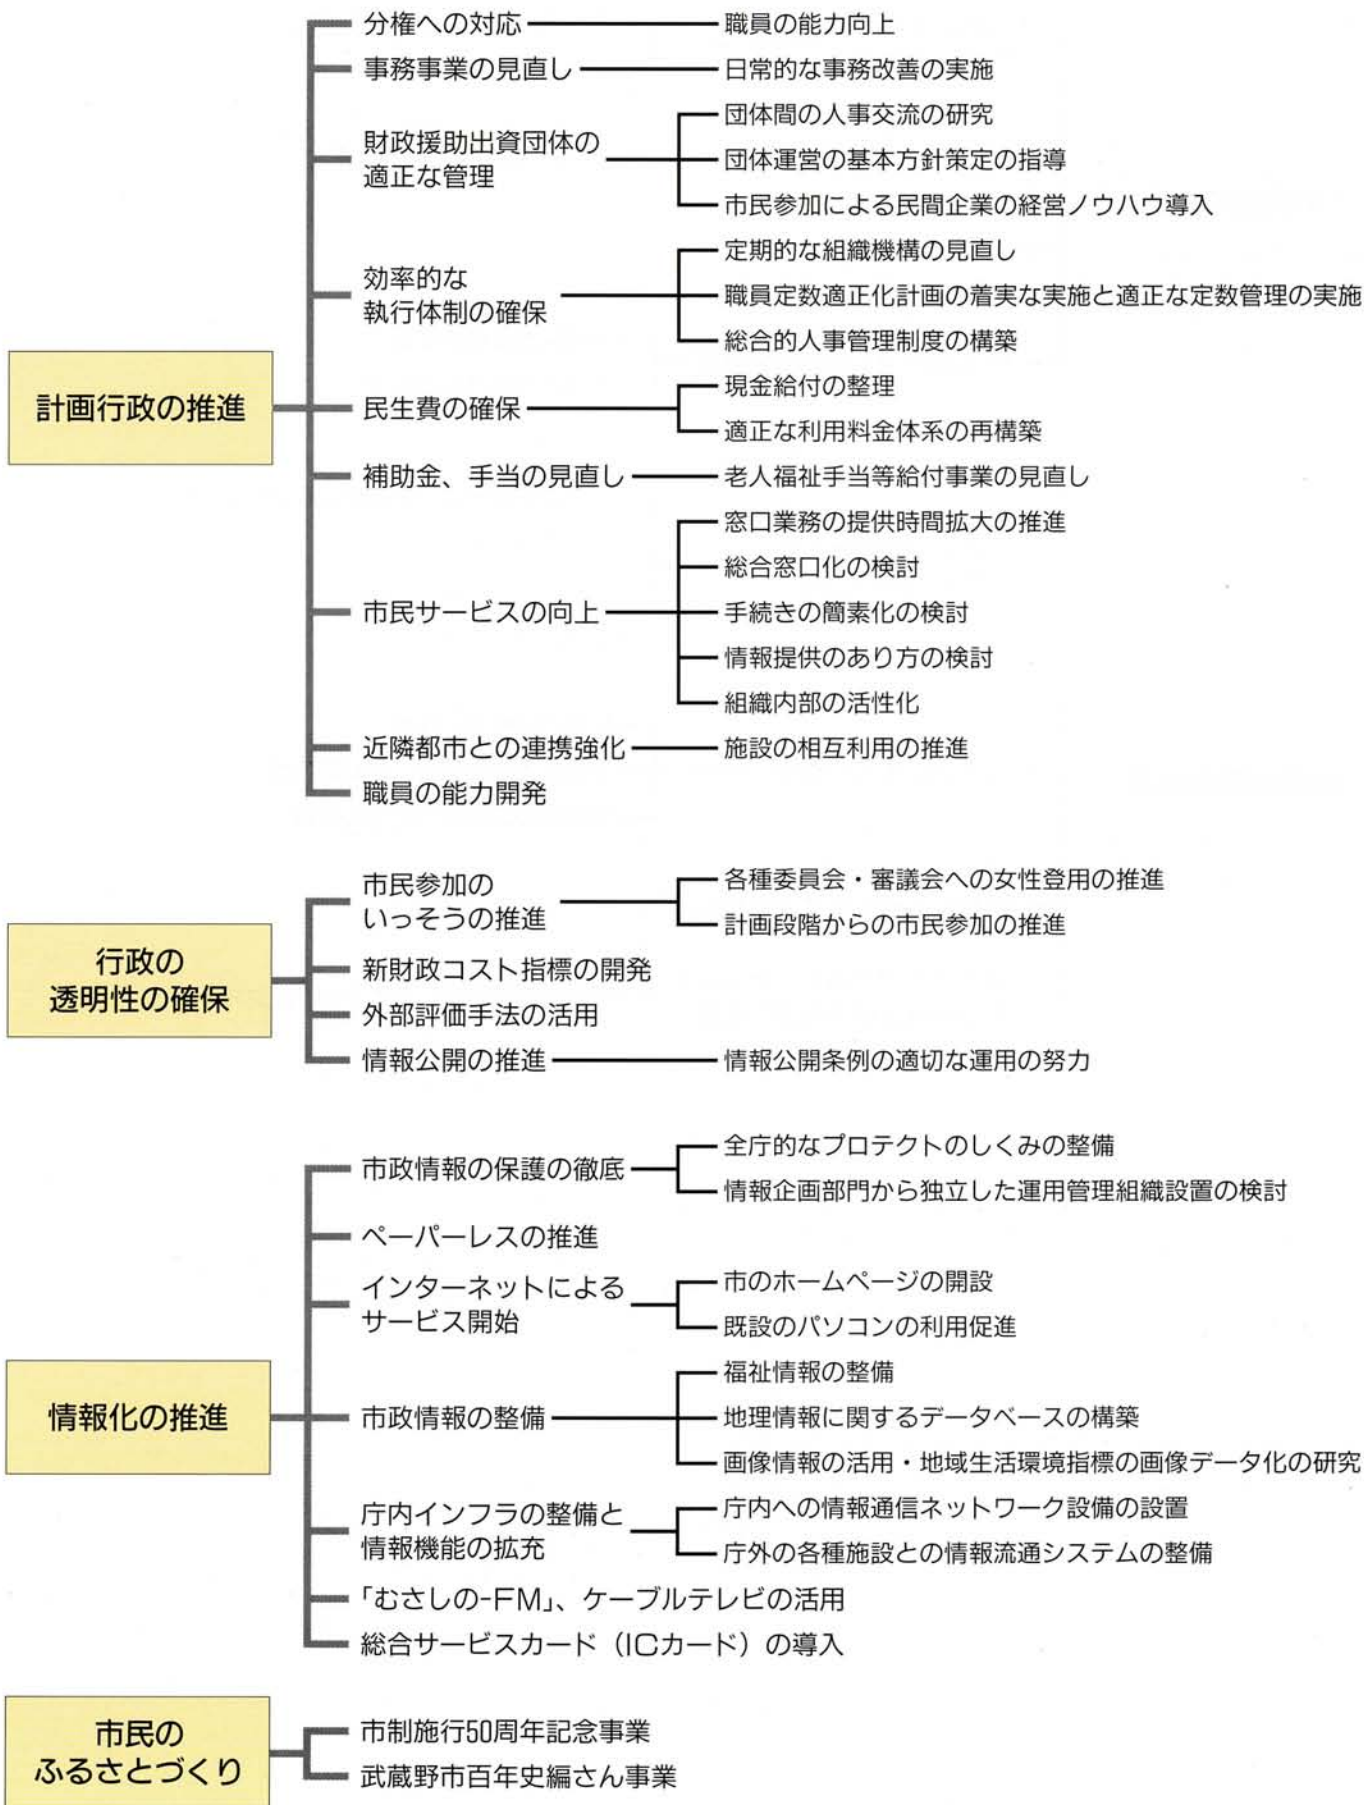 計画行政の推進
分権への対応
職員の能力向上
事務事業の見直し
日常的な事務改善の実施
財政援助出資団体の
適正な管理
団体間の人事交流の研究
団体運営の基本方針策定の指導
市民参加による民間企業の経営ノウハウ導入
効率的な
執行体制の確保
定期的な組織機構の見直し
職員定数適正化計画の着実な実施と適正な定数管理の実施
総合的人事管理制度の構築
民生費の確保
現金給付の整理
適正な利用料金体系の再構築
補助金、手当の見直し
老人福祉手当等給付事業の見直し
市民サービスの向上
窓口業務の提供時間拡大の推進
総合窓口化の検討
手続きの簡素化の検討
情報提供のあり方の検討
組織内部の活性化
近隣都市との連携強化
施設の相互利用の推進
職員の能力開発
行政の
透明性の確保
市民参加の
いっそうの推進
各種委員会・審議会への女性登用の推進
計画段階からの市民参加の推進
新財政コスト指標の開発
外部評価手法の活用
情報公開の推進
情報公開条例の適切な運用の努力
情報化の推進
市政情報の保護の徹底
全庁的なプロテクトのしくみの整備
情報企画部門から独立した運用管理組織設置の検討
ペーパーレスの推進
インターネットによる
サービス開始
市のホームページの開設
既設のパソコンの利用促進
市政情報の整備
福祉情報の整備
地理情報に関するデータベースの構築
画像情報の活用・地域生活環境指標の画像データ化の研究
庁内インフラの整備と
情報機能の拡充
庁内への情報通信ネットワーク設備の設置
庁外の各種施設との情報流通システムの整備
「むさしの-FM」、ケーブルテレビの活用
総合サービスカード（ICカード）の導入
市民の
ふるさとづくり
市制施行50周年記念事業
武蔵野市百年史編さん事業